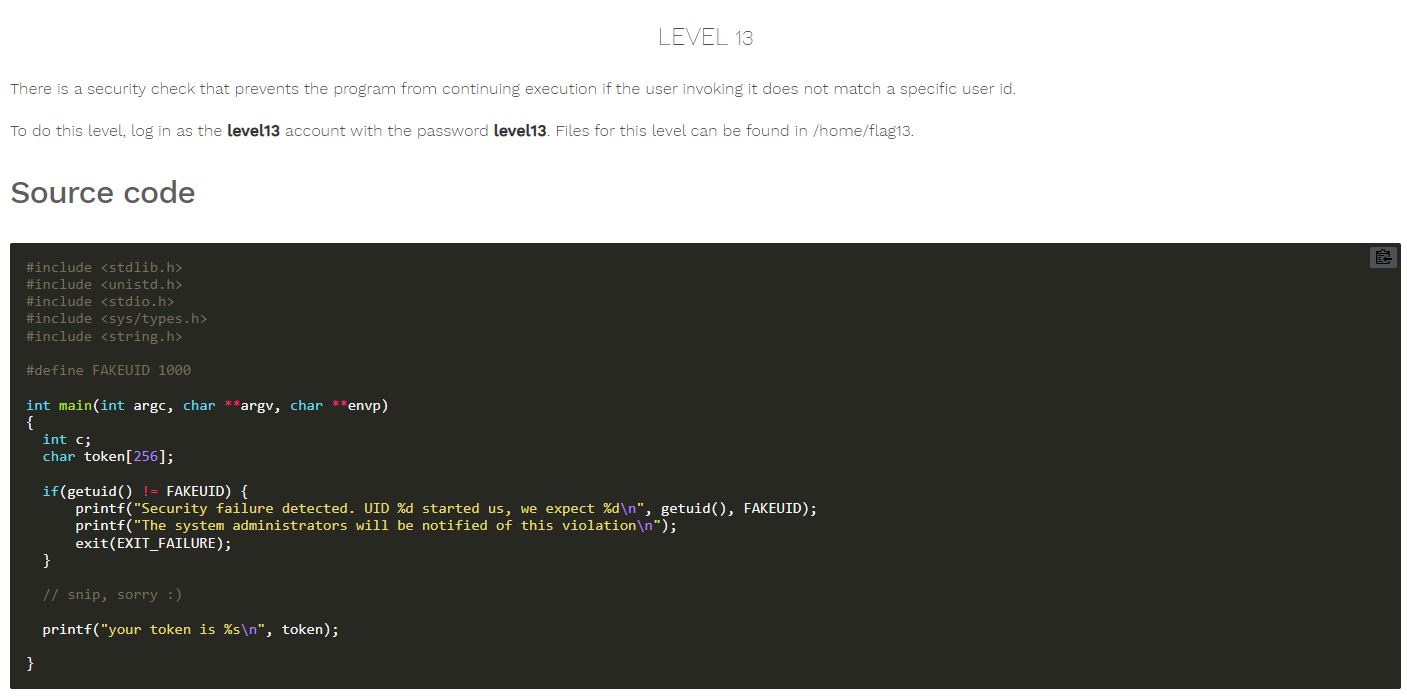 LEVEL 13
There is a security check that prevents the program from continuing execution if the user invoking it does not match a specific user id.
To do this level, log in as the level13 account with the password level13. Files for this level can be found in /home/flag13.
Source code
#include <stdlib.h>
#include <unistd.h>
#include <stdio.h>
#include <sys/types.h>
#include <string.h>
#define FAKEUID 1000
int main(int argc, char **argv, char **envp)
{
  int c;
  char token[256];
  if(getuid() != FAKEUID) {
      printf("Security failure detected. UID %d started us, we expect %d\n", getuid(), FAKEUID);
      printf("The system administrators will be notified of this violation\n");
      exit(EXIT_FAILURE);
  }
  // snip, sorry :)
  printf("your token is %s\n", token);
}